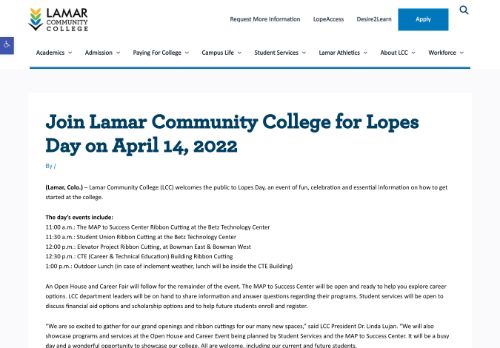 LAMAR
COMMUNITY
COLLEGE
Request More Information LopeAccess Desire2Learn Apply
Academics Admission Paying For College Campus Life Student Services Lamar Athletics About LCC Workforce
Join Lamar Community College for Lopes
Day on April 14, 2022
By /
(Lamar, Colo.) – Lamar Community College (LCC) welcomes the public to Lopes Day, an event of fun, celebration and essential information on how to get
started at the college.
The day's events include:
11:00 a.m.: The MAP to Success Center Ribbon Cutting at the Betz Technology Center
11:30 a.m.: Student Union Ribbon Cutting at the Betz Technology Center
12:00 p.m.: Elevator Project Ribbon Cutting, at Bowman East & Bowman West
12:30 p.m.: CTE (Career & Technical Education) Building Ribbon Cutting
1:00 p.m.: Outdoor Lunch (in case of inclement weather, lunch will be inside the CTE Building)
An Open House and Career Fair will follow for the remainder of the event. The MAP to Success Center will be open and ready to help you explore career
options. LCC department leaders will be on hand to share information and answer questions regarding their programs. Student services will be open to
discuss financial aid options and scholarship options and to help future students enroll and register.
"We are so excited to gather for our grand openings and ribbon cuttings for our many new spaces," said LCC President Dr. Linda Lujan. "We will also
showcase programs and services at the Open House and Career Event being planned by Student Services and the MAP to Success Center. It will be a busy
day and a wonderful opportunity to showcase our college. All are welcome, including our current and future students.